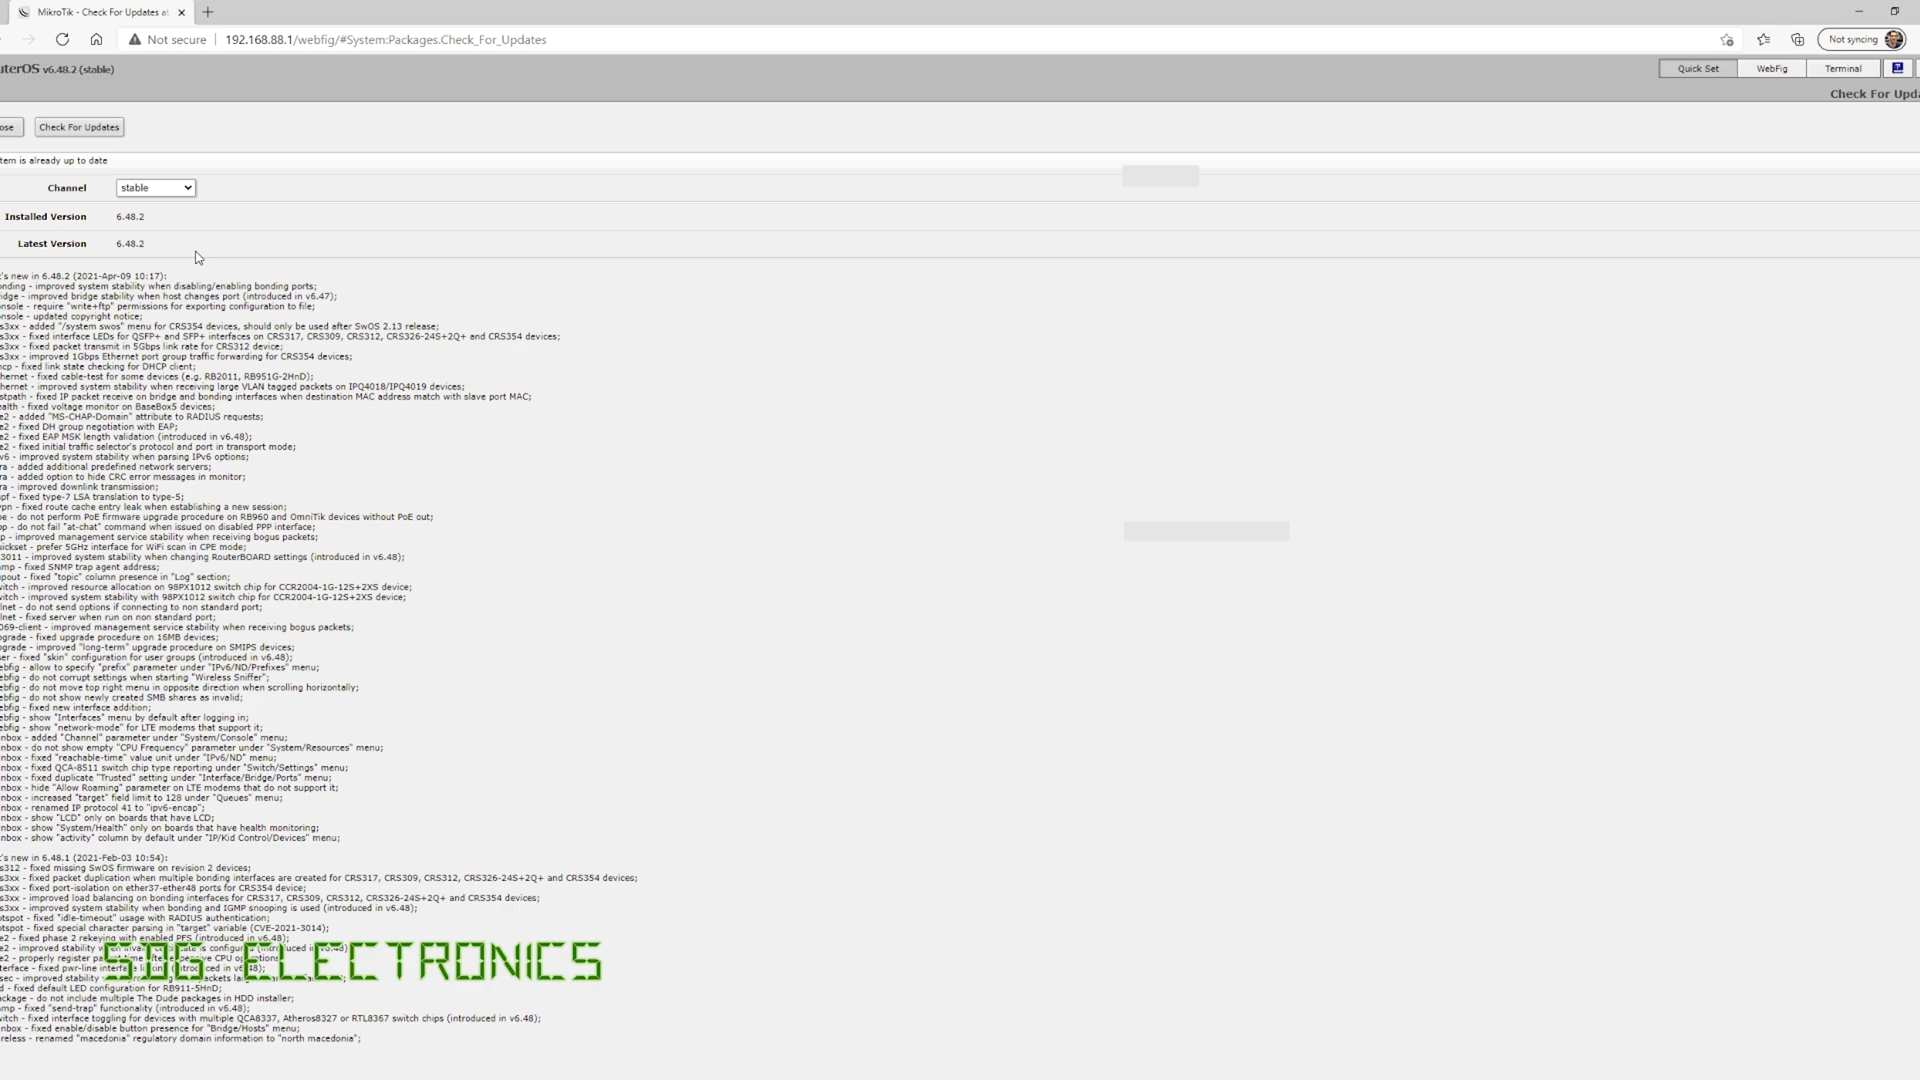 MikroTik - Check For Updates at
Not secure
192.168.88.1/webfig/#System:Packages.Check_For_Updates
Not syncing
uterOS v6.48.2 (stable)
Quick Set
WebFig
Terminal
Check For Upda
ose
Check For Updates
tem is already up to date
Channel
stable
Installed Version
6.48.2
Latest Version
6.48.2
t's new in 6.48.2 (2021-Apr-09 10:17):
onding - improved system stability when disabling/enabling bonding ports;
idge - improved bridge stability when host changes port (introduced in v6.47);
onsole - require "write+ftp" permissions for exporting configuration to file;
onsole - updated copyright notice;
s3xx - added "/system swos" menu for CRS354 devices, should only be used after SwOS 2.13 release;
s3xx - fixed interface LEDs for QSFP+ and SFP+ interfaces on CRS317, CRS309, CRS312, CRS326-24S+2Q+ and CRS354 devices;
s3xx - fixed packet transmit in 5Gbps link rate for CRS312 device;
s3xx - improved 1Gbps Ethernet port group traffic forwarding for CRS354 devices;
cp - fixed link state checking for DHCP client;
hernet - fixed cable-test for some devices (e.g. RB2011, RB951G-2HnD);
hernet - improved system stability when receiving large VLAN tagged packets on IPQ4018/IPQ4019 devices;
stpath - fixed IP packet receive on bridge and bonding interfaces when destination MAC address match with slave port MAC;
ealth - fixed voltage monitor on BaseBox5 devices;
e2 - added "MS-CHAP-Domain" attribute to RADIUS requests;
e2 - fixed DH group negotiation with EAP;
e2 - fixed EAP MSK length validation (introduced in v6.48);
e2 - fixed initial traffic selector's protocol and port in transport mode;
v6 - improved system stability when parsing IPv6 options;
ra - added additional predefined network servers;
ra - added option to hide CRC error messages in monitor;
ra - improved downlink transmission;
pf - fixed type-7 LSA translation to type-5;
vpn - fixed route cache entry leak when establishing a new session;
e - do not perform PoE firmware upgrade procedure on RB960 and OmniTik devices without PoE out;
p - do not fail "at-chat" command when issued on disabled PPP interface;
p - improved management service stability when receiving bogus packets;
uickset - prefer 5GHz interface for WiFi scan in CPE mode;
3011 - improved system stability when changing RouterBOARD settings (introduced in v6.48);
mp - fixed SNMP trap agent address;
pout - fixed "topic" column presence in "Log" section;
witch - improved resource allocation on 98PX1012 switch chip for CCR2004-1G-12S+2XS device;
witch - improved system stability with 98PX1012 switch chip for CCR2004-1G-12S+2XS device;
lnet - do not send options if connecting to non standard port;
lnet - fixed server when run on non standard port;
069-client - improved management service stability when receiving bogus packets;
pgrade - fixed upgrade procedure on 16MB devices;
pgrade - improved "long-term" upgrade procedure on SMIPS devices;
ser - fixed "skin" configuration for user groups (introduced in v6.48);
ebfig - allow to specify "prefix" parameter under "IPv6/ND/Prefixes" menu;
ebfig - do not corrupt settings when starting "Wireless Sniffer";
ebfig - do not move top right menu in opposite direction when scrolling horizontally;
ebfig - do not show newly created SMB shares as invalid;
ebfig - fixed new interface addition;
ebfig - show "Interfaces" menu by default after logging in;
ebfig - show "network-mode" for LTE modems that support it;
nbox - added "Channel" parameter under "System/Console" menu;
nbox - do not show empty "CPU Frequency" parameter under "System/Resources" menu;
nbox - fixed "reachable-time" value unit under "IPv6/ND" menu;
nbox - fixed QCA-8511 switch chip type reporting under "Switch/Settings" menu;
nbox - fixed duplicate "Trusted" setting under "Interface/Bridge/Ports" menu;
nbox - hide "Allow Roaming" parameter on LTE modems that do not support it;
nbox - increased "target" field limit to 128 under "Queues" menu;
nbox - renamed IP protocol 41 to "ipv6-encap";
nbox - show "LCD" only on boards that have LCD;
nbox - show "System/Health" only on boards that have health monitoring;
nbox - show "activity" column by default under "IP/Kid Control/Devices" menu;
t's new in 6.48.1 (2021-Feb-03 10:54):
s312 - fixed missing SwOS firmware on revision 2 devices;
s3xx - fixed packet duplication when multiple bonding interfaces are created for CRS317, CRS309, CRS312, CRS326-24S+2Q+ and CRS354 devices;
s3xx - fixed port-isolation on ether37-ether48 ports for CRS354 device;
s3xx - improved load balancing on bonding interfaces for CRS317, CRS309, CRS312, CRS326-24S+2Q+ and CRS354 devices;
s3xx - improved system stability when bonding and IGMP snooping is used (introduced in v6.48);
otspot - fixed "idle-timeout" usage with RADIUS authentication;
otspot - fixed special character parsing in "target" variable (CVE-2021-3014);
e2 - fixed phase 2 rekeying with enabled PFS (introduced in v6.48);
e2 - improved stability
e2 - properly register
CPU operations
terface - fixed pwr-line
sec - improved stability
d - fixed default LED configuration for RB911-5HnD;
ackage - do not include multiple The Dude packages in HDD installer;
mp - fixed "send-trap" functionality (introduced in v6.48);
witch - fixed interface toggling for devices with multiple QCA8337, Atheros8327 or RTL8367 switch chips (introduced in v6.48);
nbox - fixed enable/disable button presence for "Bridge/Hosts" menu;
reless - renamed "macedonia" regulatory domain information to "north macedonia";
SDG ELECTRONICS